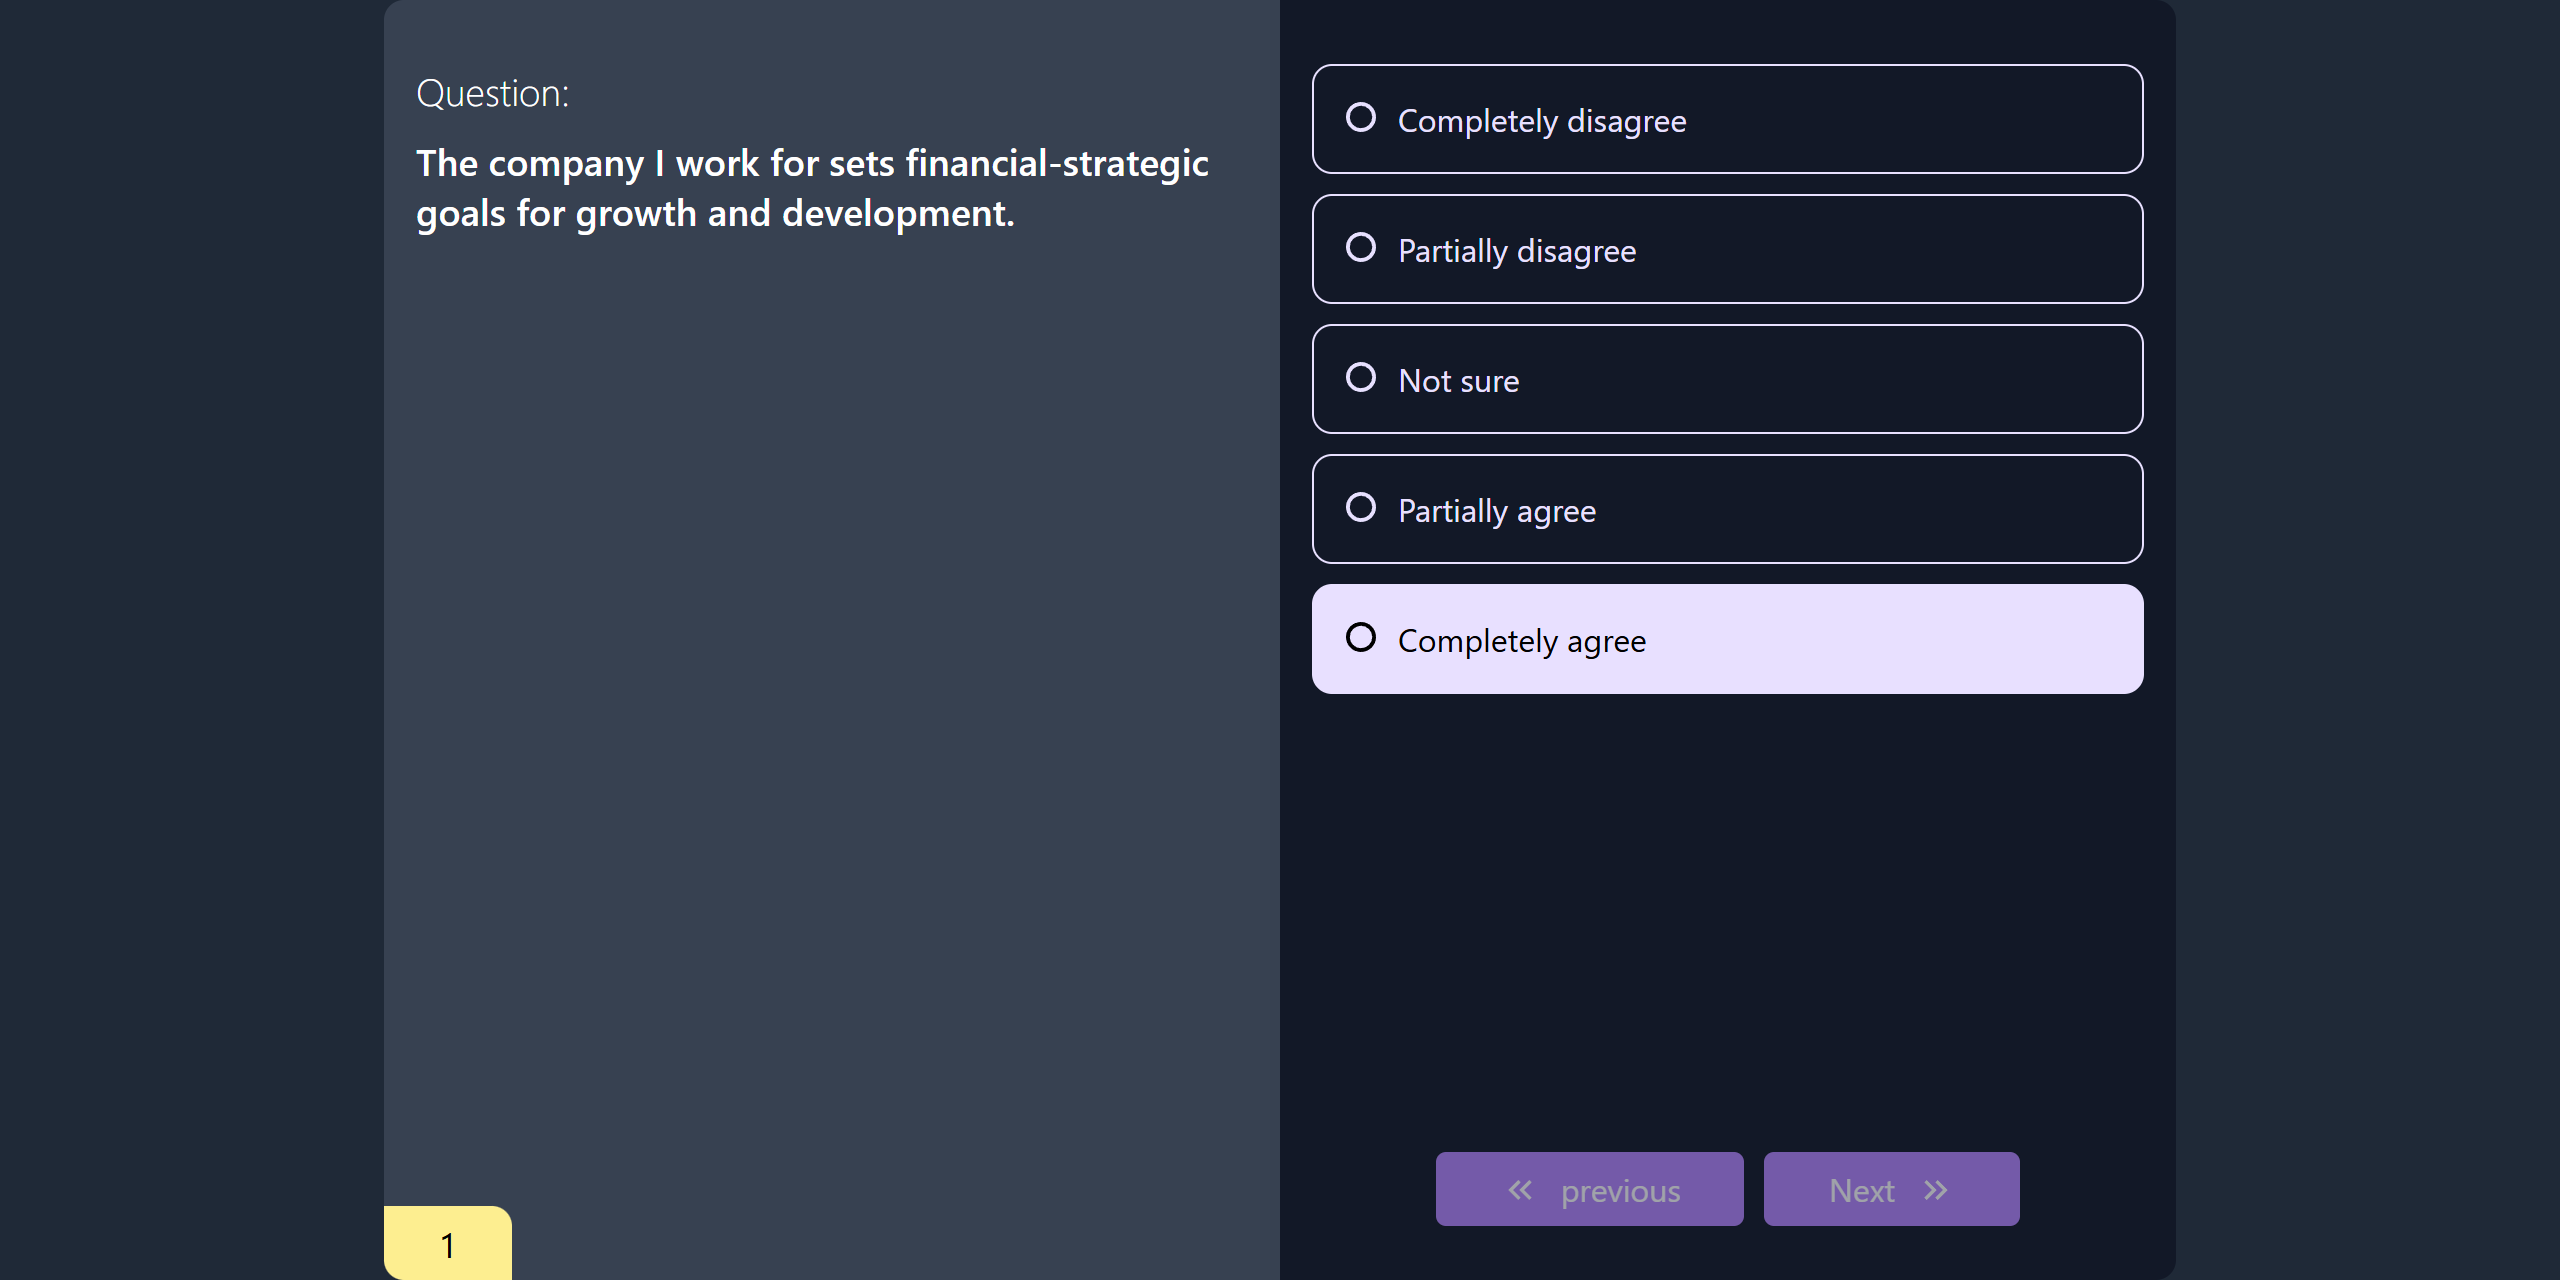 Question:
The company I work for sets financial-strategic
goals for growth and development.
1
Completely disagree
Partially disagree
Not sure
Partially agree
Completely agree
previous
Next